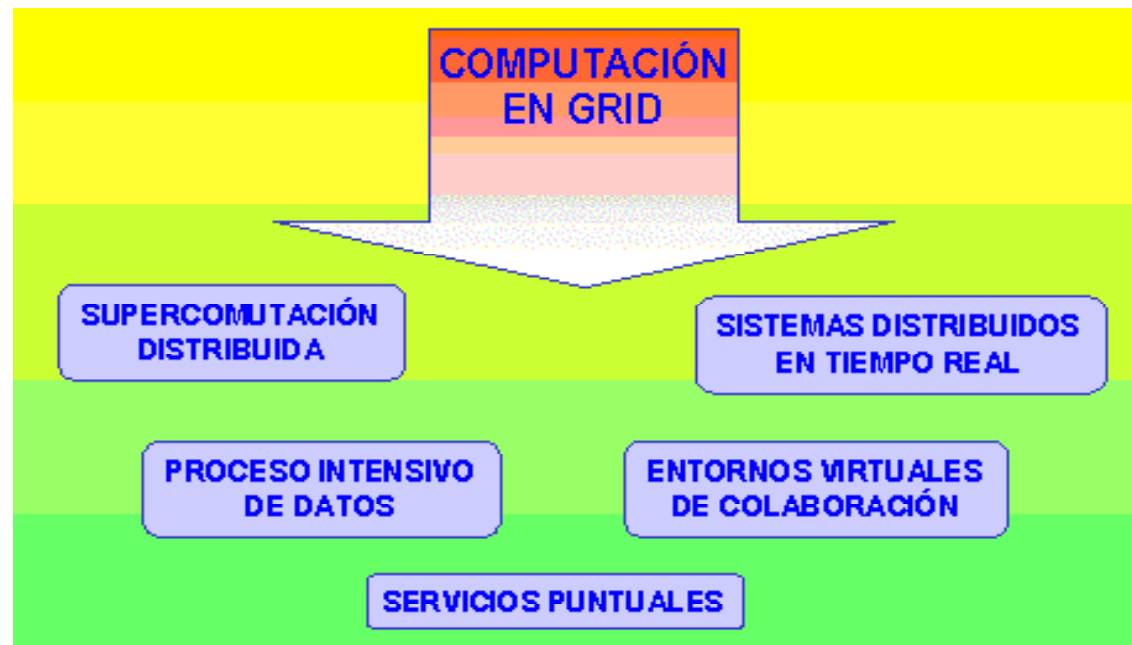 COMPUTACIÓN
EN GRID
SUPERCOMUTACIÓN
DISTRIBUIDA
SISTEMAS DISTRIBUIDOS
EN TIEMPO REAL
PROCESO INTENSIVO
DE DATOS
ENTORNOS VIRTUALES
DE COLABORACIÓN
SERVICIOS PUNTUALES